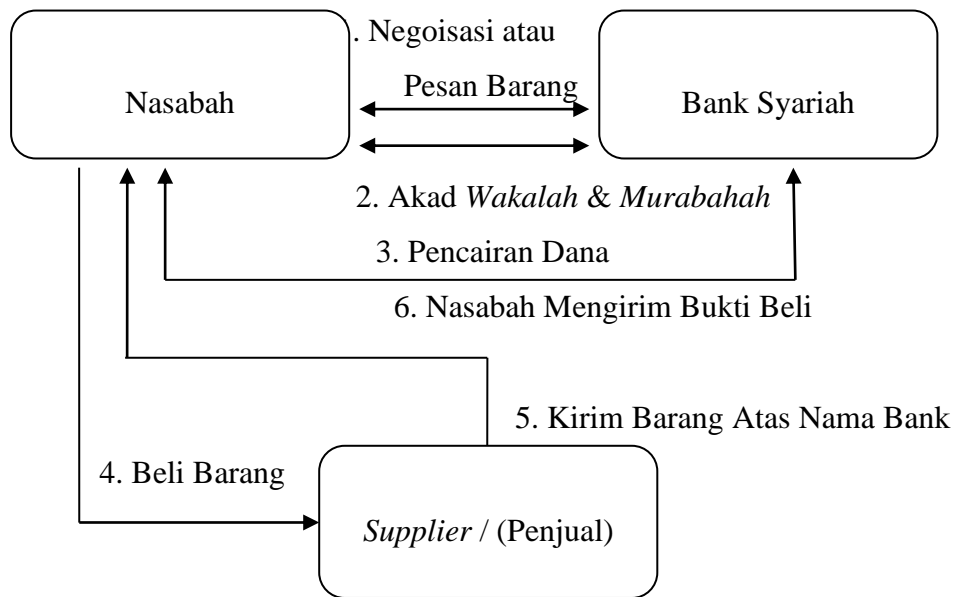 . Negoisasi atau
Pesan Barang
Nasabah
Bank Syariah
2. Akad Wakalah & Murabahah
3. Pencairan Dana
6. Nasabah Mengirim Bukti Beli
5. Kirim Barang Atas Nama Bank
4. Beli Barang
Supplier / (Penjual)